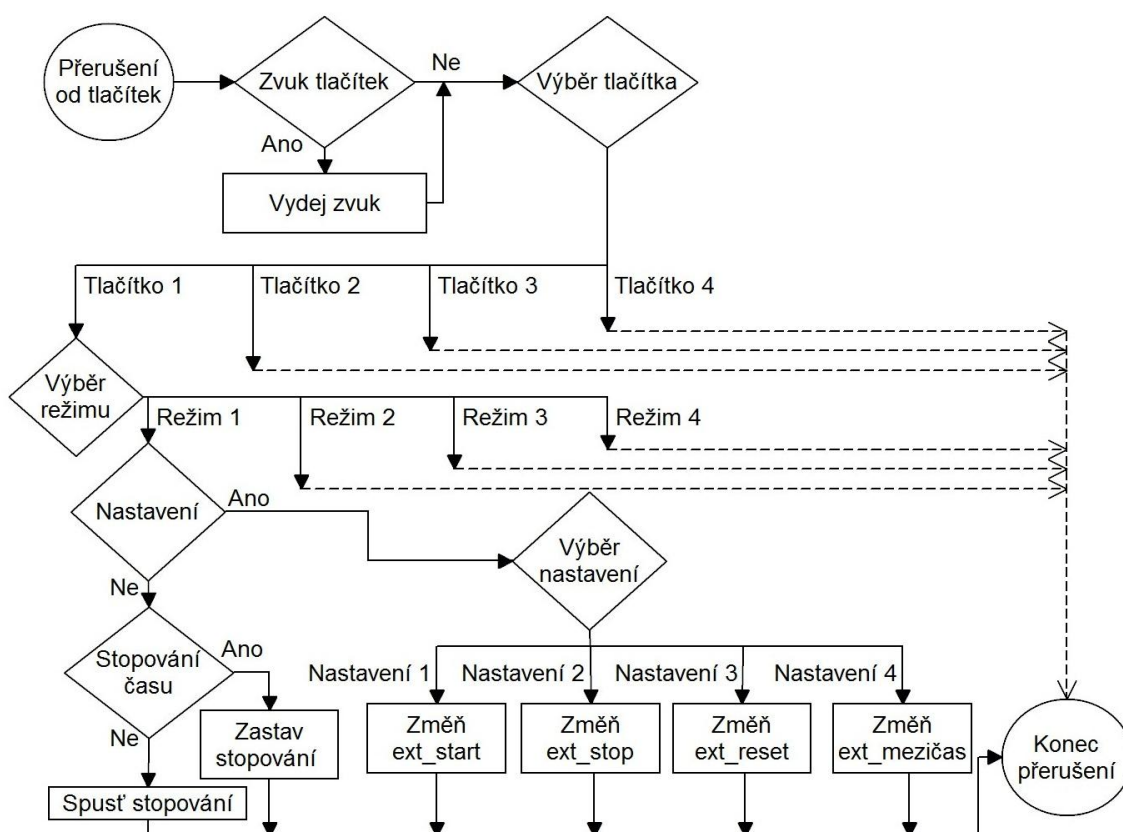 Přerušení
od tlačítek
Zvuk tlačítek
Ne
Výběr tlačítka
Ano
Vydej zvuk
Tlačítko 1
Tlačítko 2
Tlačítko 3
Tlačítko 4
Výběr
režimu
Režim 1
Režim 2
Režim 3
Režim 4
Nastavení
Ano
Výběr
nastavení
Ne
Stopování
času
Ano
Nastavení 1
Nastavení 2
Nastavení 3
Nastavení 4
Ne
Zastav
stopování
Změň
ext_start
Změň
ext_stop
Změň
ext_reset
Změň
ext_mezičas
Konec
přerušení
Spusť stopování